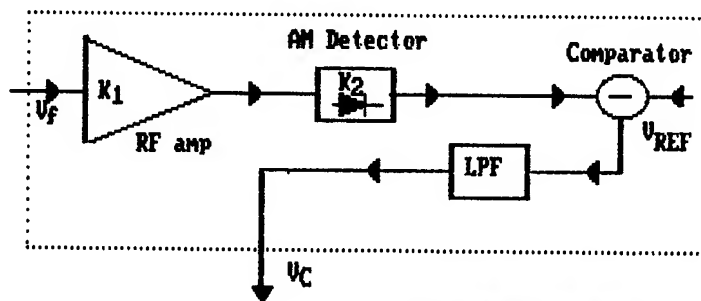 AM Detector
Comparator
K1
K2
Vf
RF amp
VREF
LPF
VC